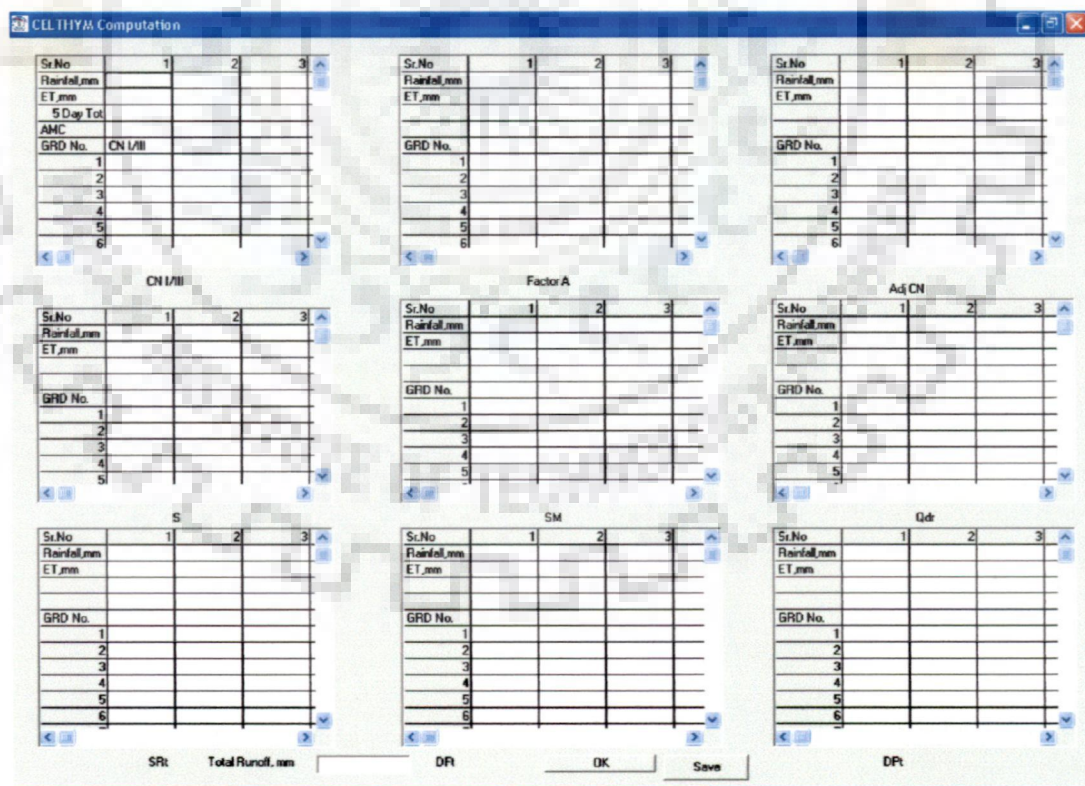 CELTHYM Computation
Sr.No 1 2 3
Rainfall,mm
ET,mm
5 Day Tot
AMC
GRD No. CN I/III
1
2
3
4
5
6
CN I/III
Sr.No 1 2 3
Rainfall,mm
ET,mm
GRD No.
1
2
3
4
5
6
Factor A
Sr.No 1 2 3
Rainfall,mm
ET,mm
GRD No.
1
2
3
4
5
6
Adj CN
Sr.No 1 2 3
Rainfall,mm
ET,mm
GRD No.
1
2
3
4
5
S
Sr.No 1 2 3
Rainfall,mm
ET,mm
GRD No.
1
2
3
4
5
SM
Sr.No 1 2 3
Rainfall,mm
ET,mm
GRD No.
1
2
3
4
5
Qdr
Sr.No 1 2 3
Rainfall,mm
ET,mm
GRD No.
1
2
3
4
5
6
Sr.No 1 2 3
Rainfall,mm
ET,mm
GRD No.
1
2
3
4
5
6
Sr.No 1 2 3
Rainfall,mm
ET,mm
GRD No.
1
2
3
4
5
6
SRt Total Runoff, mm DFt OK Save DPt